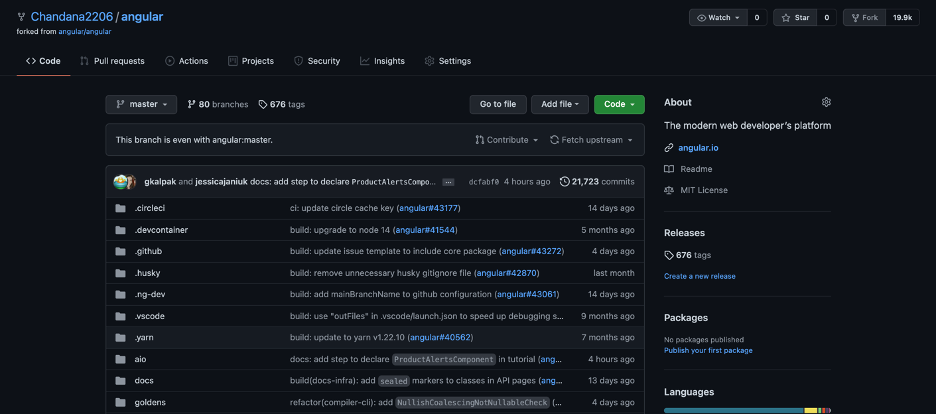 Chandana2206 / angular
Watch 0 Star 0 Fork 19.9k
forked from angular/angular
Code Pull requests Actions Projects Security Insights Settings
master 80 branches 676 tags Go to file Add file Code
This branch is even with angular:master. Contribute Fetch upstream
gkalpak and jessicajaniuk docs: add step to declare ProductAlertsCompo... ... dcfabf0 4 hours ago 21,723 commits
.circleci ci: update circle cache key (angular#43177) 14 days ago
.devcontainer build: upgrade to node 14 (angular#41544) 5 months ago
.github build: update issue template to include core package (angular#43272) 4 days ago
.husky build: remove unnecessary husky gitignore file (angular#42870) last month
.ng-dev build: add mainBranchName to github configuration (angular#43061) 14 days ago
.vscode build: use "outFiles" in .vscode/launch.json to speed up debugging s... 9 months ago
.yarn build: update to yarn v1.22.10 (angular#40562) 7 months ago
aio docs: add step to declare ProductAlertsComponent in tutorial (ang... 4 hours ago
docs build(docs-infra): add sealed markers to classes in API pages (ang... 13 days ago
goldens refactor(compiler-cli): add NullishCoalescingNotNullableCheck (... 4 days ago
About
The modern web developer's platform
angular.io
Readme
MIT License
Releases
676 tags
Create a new release
Packages
No packages published
Publish your first package
Languages